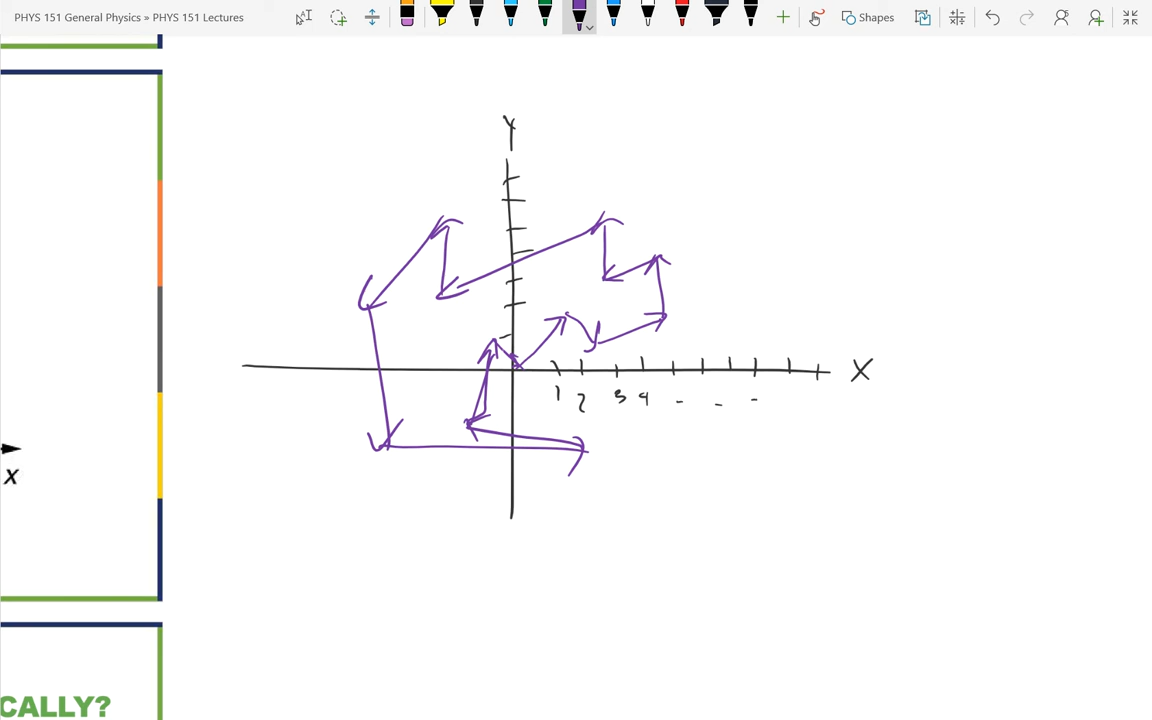 PHYS 151 General Physics » PHYS 151 Lectures
Shapes
Y
X
1 2 3 4 - - -
x
CALLY?